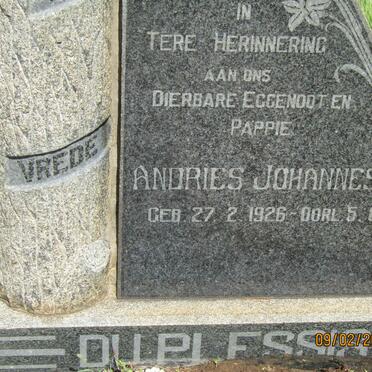 IN
TERE HERINNERING
AAN ONS
DIERBARE EGGENOOT EN
PAPPIE
VREDE
ANDRIES JOHANNES
GEB. 27. 2. 1926 - OORL. 5.
DU PLESSIS
09/02/2